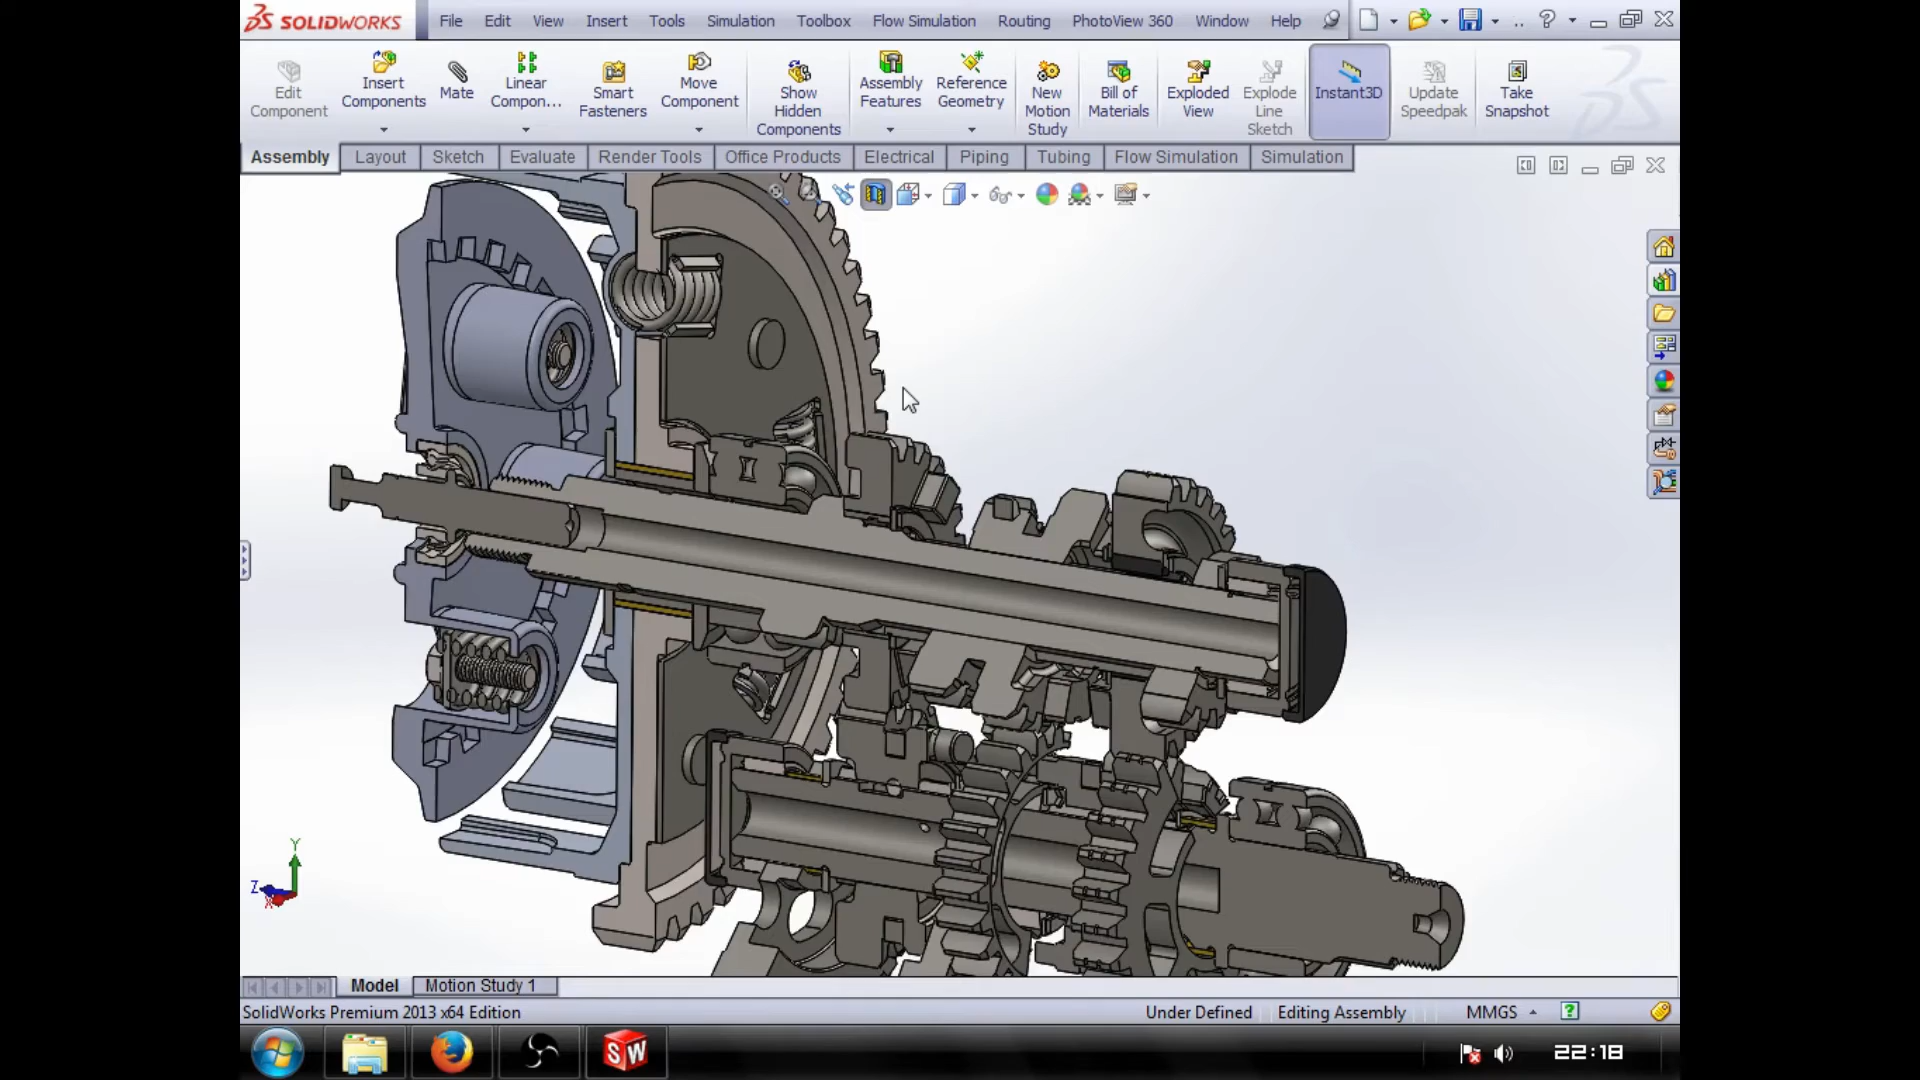 SOLIDWORKS File Edit View Insert Tools Simulation Toolbox Flow Simulation Routing PhotoView 360 Window Help
Edit Component
Insert Components
Mate
Linear Compon...
Smart Fasteners
Move Component
Show Hidden Components
Assembly Features
Reference Geometry
New Motion Study
Bill of Materials
Exploded View
Explode Line Sketch
Instant3D
Update Speedpak
Take Snapshot
Assembly Layout Sketch Evaluate Render Tools Office Products Electrical Piping Tubing Flow Simulation Simulation
Y
Z
X
Model Motion Study 1
SolidWorks Premium 2013 x64 Edition Under Defined Editing Assembly MMGS
SW
22:18